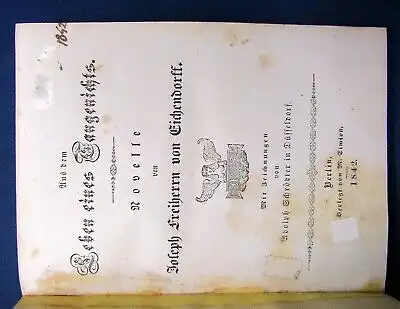 1842
Aus dem
Leben eines Taugenichts.
Novelle
von
Joseph Freiherrn von Eichendorff.
Mit Zeichnungen
von
Adolph Schrödter in Düsseldorf.
Berlin,
Verlegt von M. Simion.
1842.